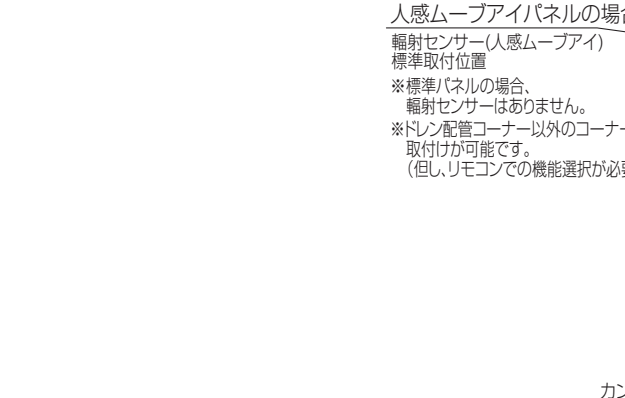 人感ムーブアイパネルの場合
輻射センサー(人感ムーブアイ)
標準取付位置
※標準パネルの場合、
輻射センサーはありません。
※ドレン配管コーナー以外のコーナー
取付けが可能です。
(但し、リモコンでの機能選択が必要
カン